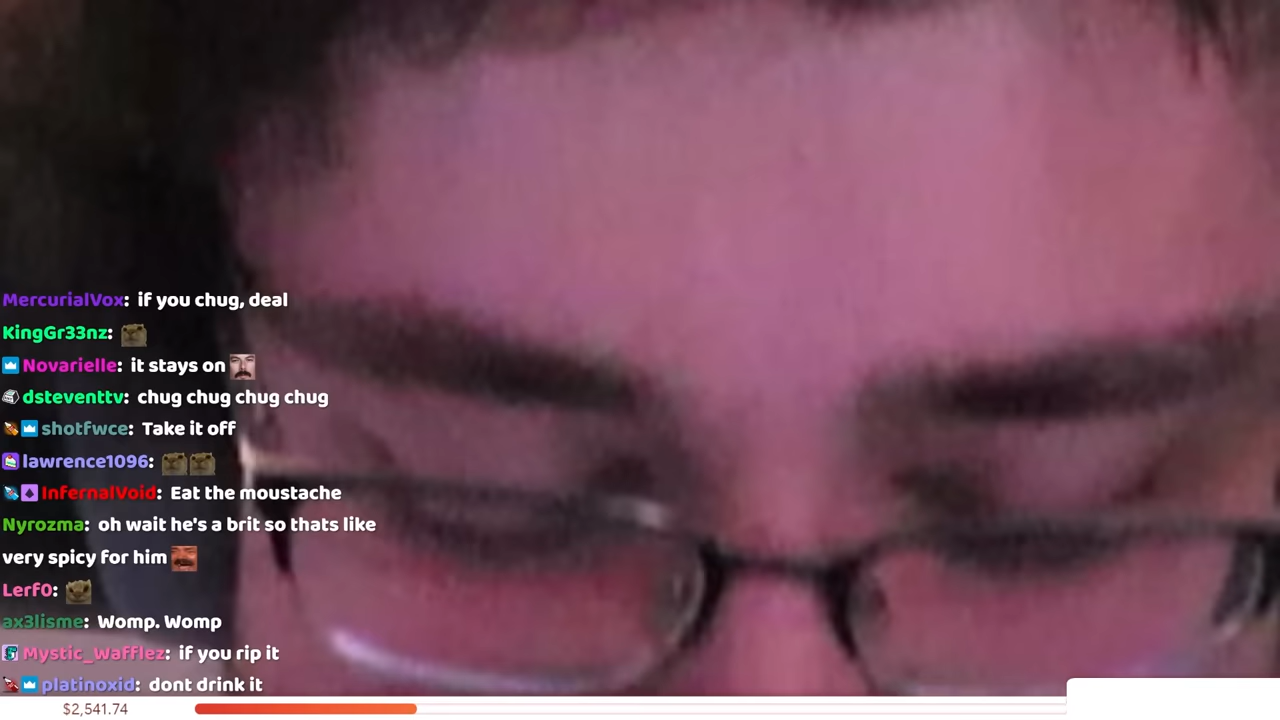 MercurialVox: if you chug, deal
KingGr33nz:
Novarielle: it stays on
dsteventtv: chug chug chug chug
shotfwce: Take it off
lawrence1096:
InfernalVoid: Eat the moustache
Nyrozma: oh wait he's a brit so thats like
very spicy for him
Lerf0:
ax3lisme: Womp. Womp
Mystic_Wafflez: if you rip it
platinoxid: dont drink it
$2,541.74